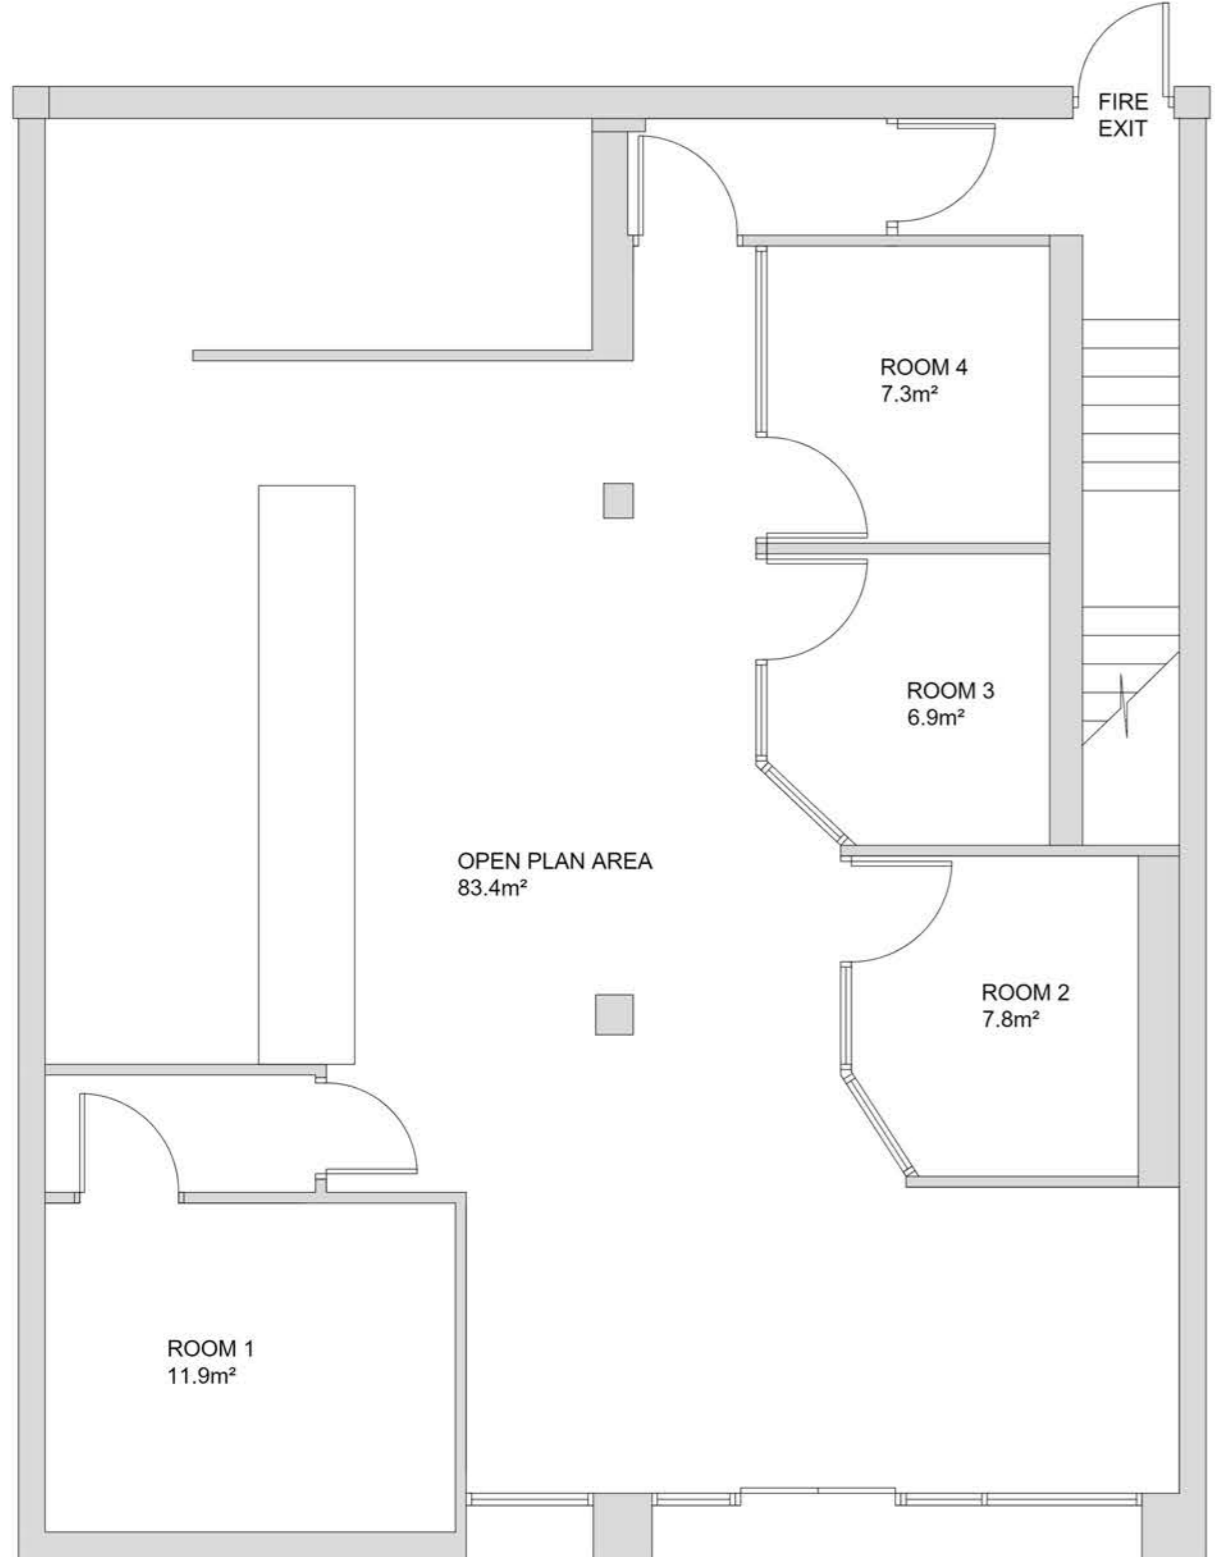 FIRE
EXIT
ROOM 4
7.3m²
ROOM 3
6.9m²
OPEN PLAN AREA
83.4m²
ROOM 2
7.8m²
ROOM 1
11.9m²